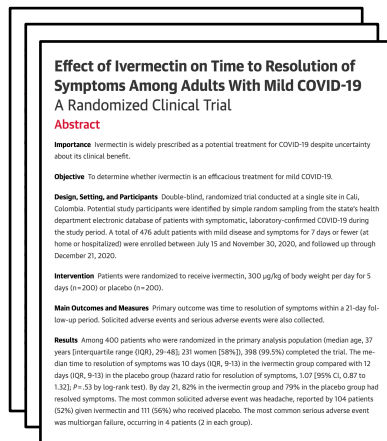 Effect of Ivermectin on Time to Resolution of
Symptoms Among Adults With Mild COVID-19
A Randomized Clinical Trial
Abstract
Importance Ivermectin is widely prescribed as a potential treatment for COVID-19 despite uncertainty
about its clinical benefit.
Objective To determine whether ivermectin is an efficacious treatment for mild COVID-19.
Design, Setting, and Participants Double-blind, randomized trial conducted at a single site in Cali,
Colombia. Potential study participants were identified by simple random sampling from the state's health
department electronic database of patients with symptomatic, laboratory-confirmed COVID-19 during
the study period. A total of 476 adult patients with mild disease and symptoms for 7 days or fewer (at
home or hospitalized) were enrolled between July 15 and November 30, 2020, and followed up through
December 21, 2020.
Intervention Patients were randomized to receive ivermectin, 300 μg/kg of body weight per day for 5
days (n=200) or placebo (n=200).
Main Outcomes and Measures Primary outcome was time to resolution of symptoms within a 21-day fol-
low-up period. Solicited adverse events and serious adverse events were also collected.
Results Among 400 patients who were randomized in the primary analysis population (median age, 37
years [interquartile range (IQR), 29-48]; 231 women [58%]), 398 (99.5%) completed the trial. The me-
dian time to resolution of symptoms was 10 days (IQR, 9-13) in the ivermectin group compared with 12
days (IQR, 9-13) in the placebo group (hazard ratio for resolution of symptoms, 1.07 [95% CI, 0.87 to
1.32]; P=.53 by log-rank test). By day 21, 82% in the ivermectin group and 79% in the placebo group had
resolved symptoms. The most common solicited adverse event was headache, reported by 104 patients
(52%) given ivermectin and 111 (56%) who received placebo. The most common serious adverse event
was multiorgan failure, occurring in 4 patients (2 in each group).